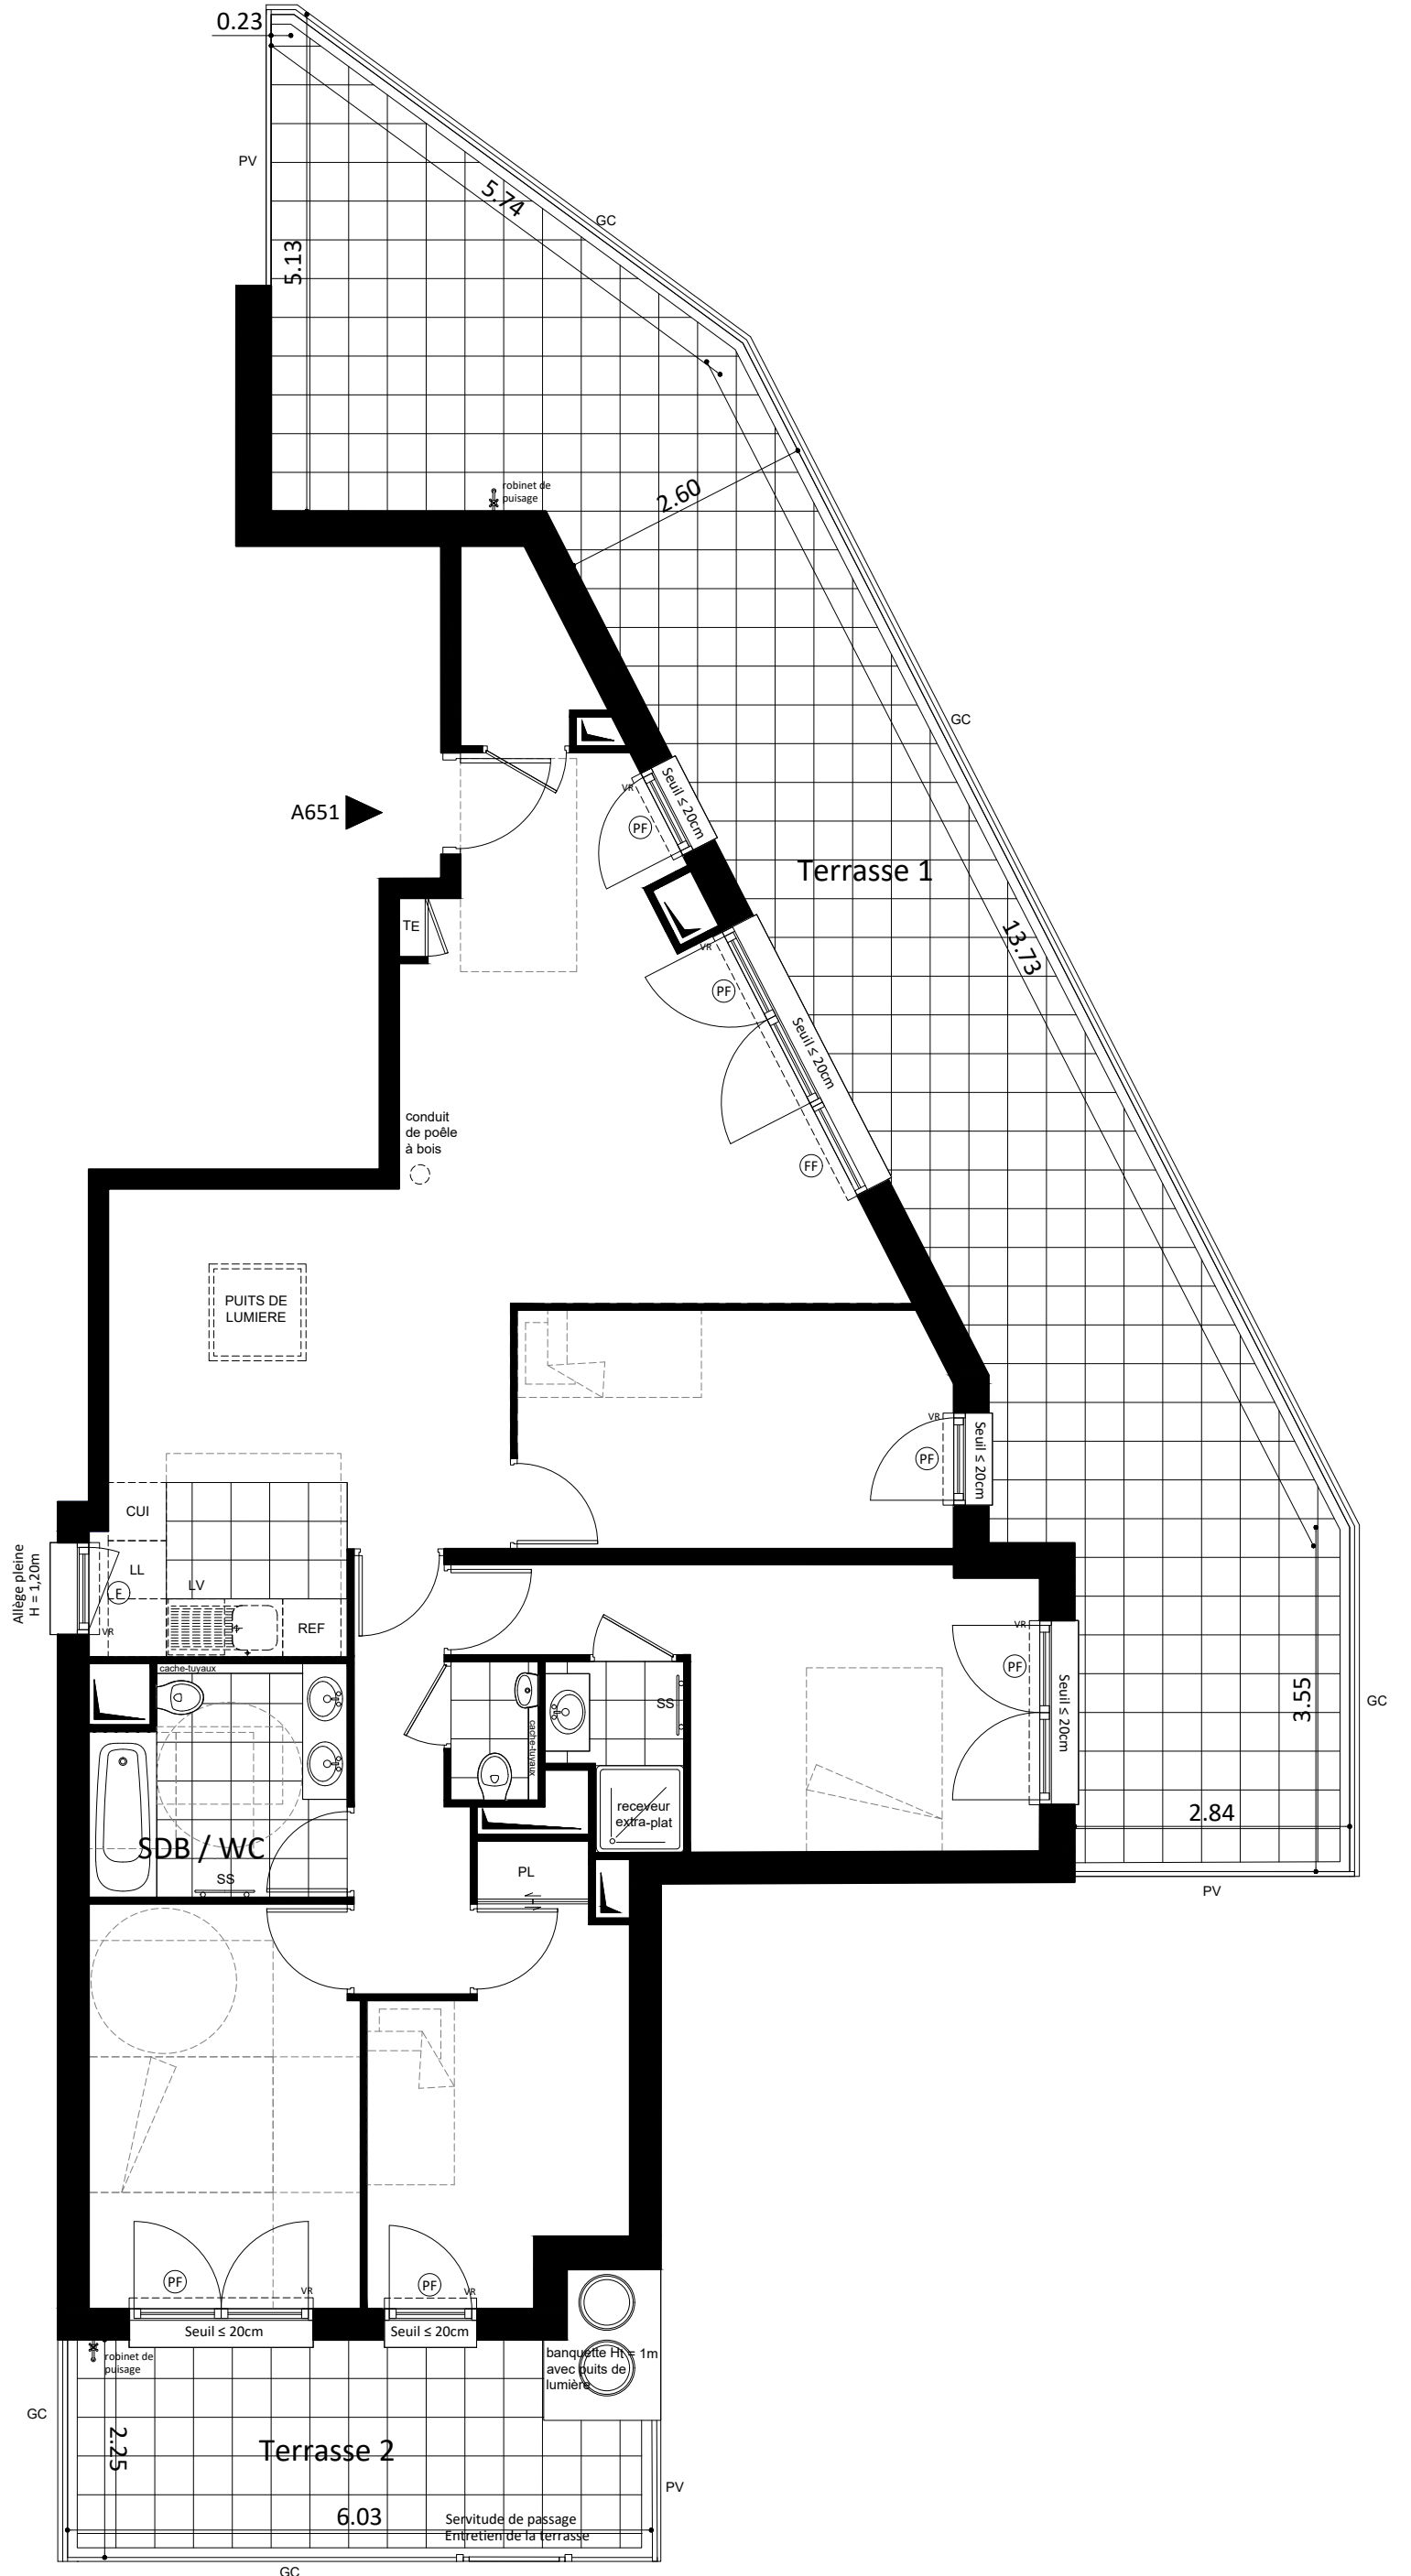 0.23
PV
5.74
GC
5.13
robinet de
puisage
2.60
GC
VR
Seuil ≤ 20cm
PF
A651
Terrasse 1
TE
VR
PF
13.73
Seuil ≤ 20cm
conduit
de poêle
à bois
FF
PUITS DE
LUMIERE
VR
PF
Seuil ≤ 20cm
CUI
Allège pleine
H = 1,20m
LL
F
LV
REF
VR
VR
PF
Seuil ≤ 20cm
cache-tuyaux
cache-tuyaux
SS
3.55
GC
receveur
extra-plat
2.84
SDB / WC
SS
PL
PV
PF
VR
PF
VR
Seuil ≤ 20cm
Seuil ≤ 20cm
robinet de
puisage
banquette Ht = 1m
avec puits de
lumière
GC
2.25
Terrasse 2
PV
6.03
Servitude de passage
Entretien de la terrasse
GC